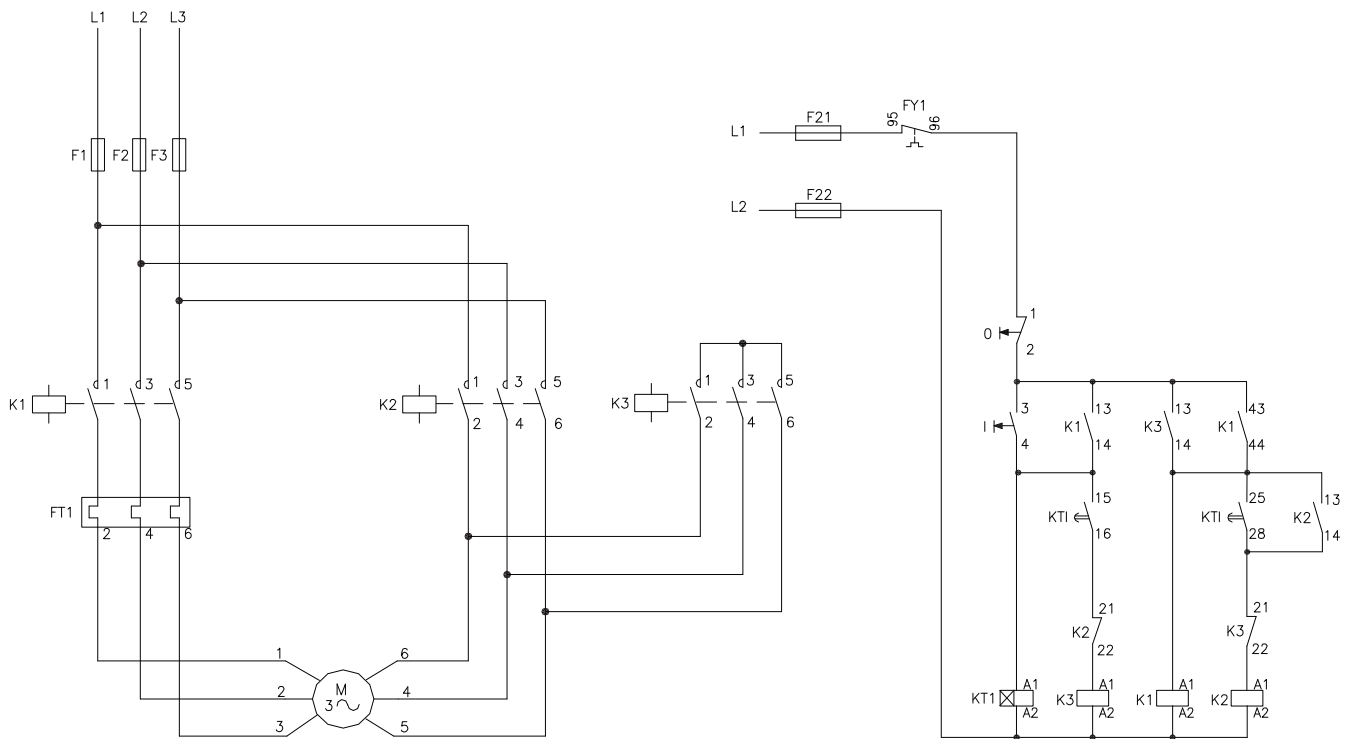 L1 L2 L3
F1 F2 F3
K1 1 3 5
K2 1 3 5
2 4 6
K3 1 3 5
2 4 6
FT1
2 4 6
1 6
2 M 4
3
3 5
L1 F21 95 FY1 96
L2 F22
O 1
2
I 3
4
K1 13
14
K3 13
14
K1 43
44
KTI 15
16
KTI 25
28
K2 13
14
K2 21
22
K3 21
22
KT1 A1
A2
K3 A1
A2
K1 A1
A2
K2 A1
A2